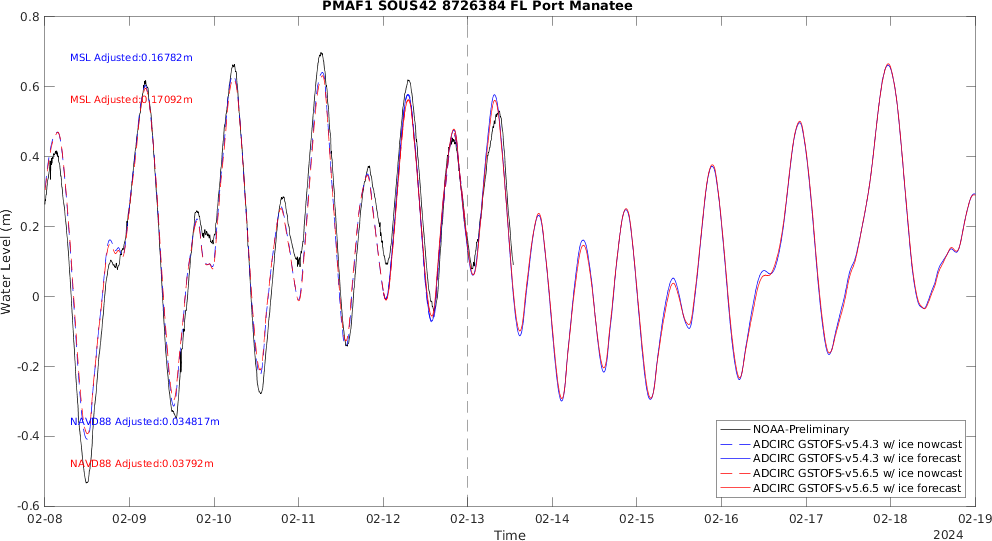 PMAF1 SOUS42 8726384 FL Port Manatee
0.8
0.6
0.4
0.2
0
-0.2
-0.4
-0.6
Water Level (m)
MSL Adjusted:0.16782m
MSL Adjusted:0.17092m
NAVD88 Adjusted:0.034817m
NAVD88 Adjusted:0.03792m
NOAA-Preliminary
ADCIRC GSTOFS-v5.4.3 w/ ice nowcast
ADCIRC GSTOFS-v5.4.3 w/ ice forecast
ADCIRC GSTOFS-v5.6.5 w/ ice nowcast
ADCIRC GSTOFS-v5.6.5 w/ ice forecast
02-08 02-09 02-10 02-11 02-12 02-13 02-14 02-15 02-16 02-17 02-18 02-19
Time
2024